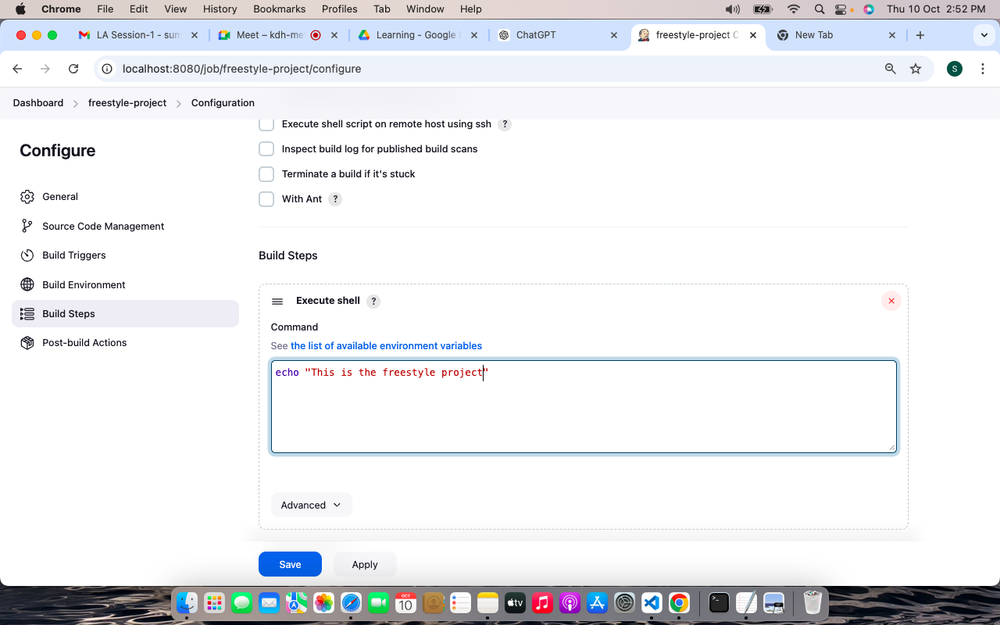 Chrome File Edit View History Bookmarks Profiles Tab Window Help Thu 10 Oct 2:52 PM
LA Session-1 - sum Meet – kdh-me Learning - Google ChatGPT freestyle-project C New Tab
localhost:8080/job/freestyle-project/configure S
Dashboard freestyle-project Configuration
Execute shell script on remote host using ssh ?
Configure
Inspect build log for published build scans
Terminate a build if it's stuck
General
With Ant ?
Source Code Management
Build Triggers
Build Steps
Build Environment
Build Steps
Execute shell ?
Command
Post-build Actions
See the list of available environment variables
echo "This is the freestyle project"
Advanced
Save Apply
OCT
10
tv